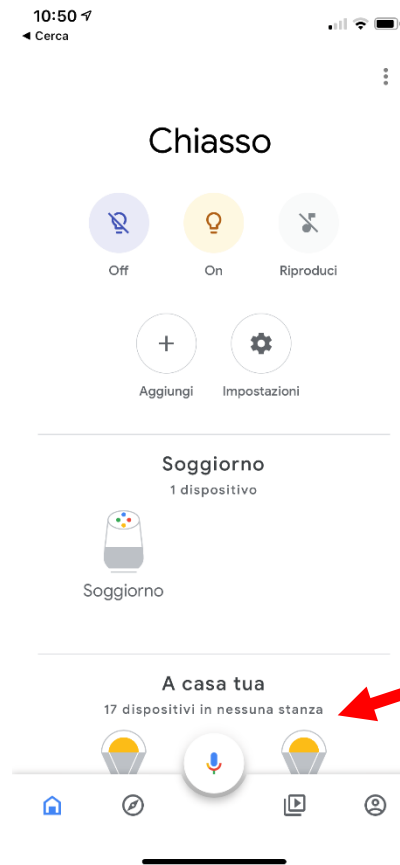 10:50
Cerca
Chiasso
Off
On
Riproduci
Aggiungi
Impostazioni
Soggiorno
1 dispositivo
Soggiorno
A casa tua
17 dispositivi in nessuna stanza